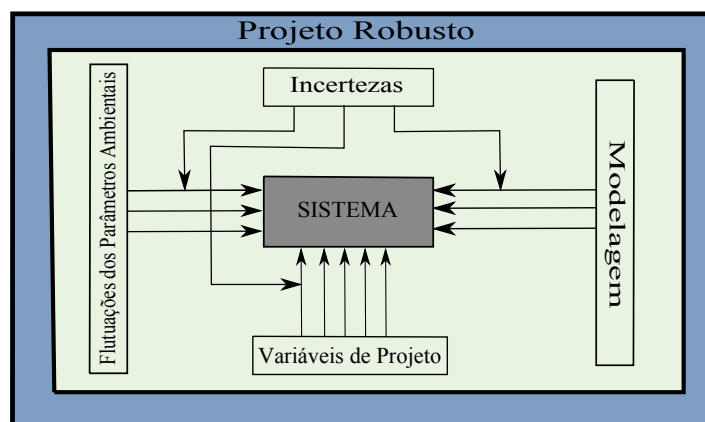 Projeto Robusto
Incertezas
Flutuações dos Parâmetros Ambientais
SISTEMA
Modelagem
Variáveis de Projeto